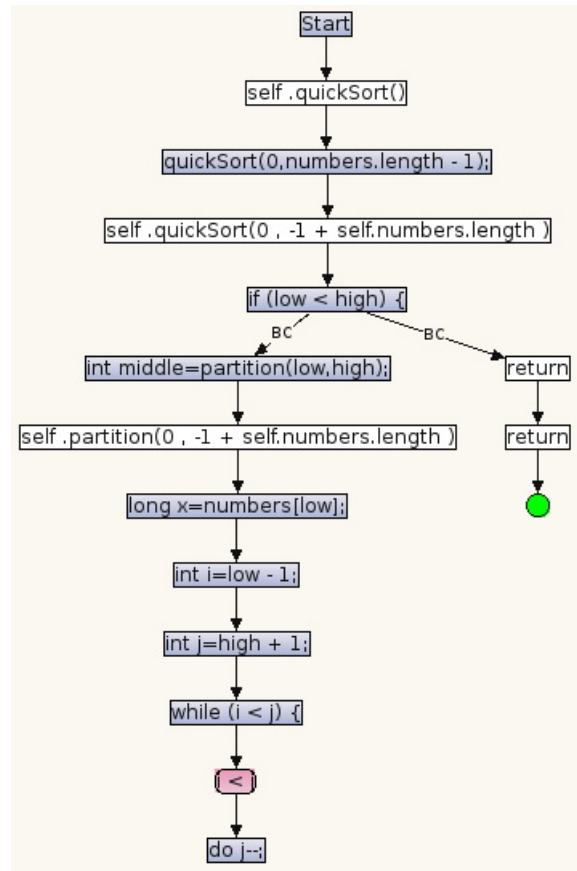 Start
self .quickSort()
quickSort(0,numbers.length - 1);
self .quickSort(0 , -1 + self.numbers.length )
if (low < high) {
BC BC
int middle=partition(low,high); return
self .partition(0 , -1 + self.numbers.length ) return
long x=numbers[low];
int i=low - 1;
int j=high + 1;
while (i < j) {
<
do j--;